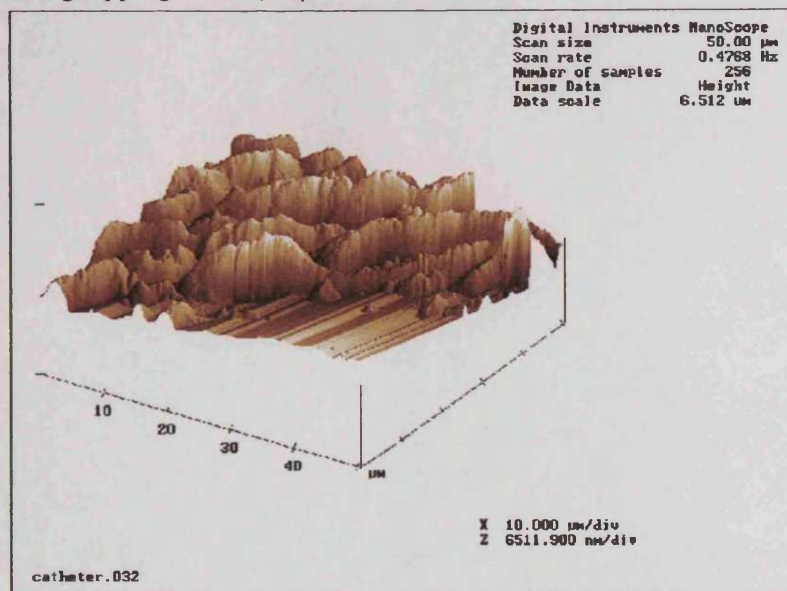 Digital Instruments NanoScope
Scan size 50.00 µm
Scan rate 0.4768 Hz
Number of samples 256
Image Data Height
Data scale 6.512 um
10
20
30
40
µM
X 10.000 µm/div
Z 6511.900 nm/div
catheter.032